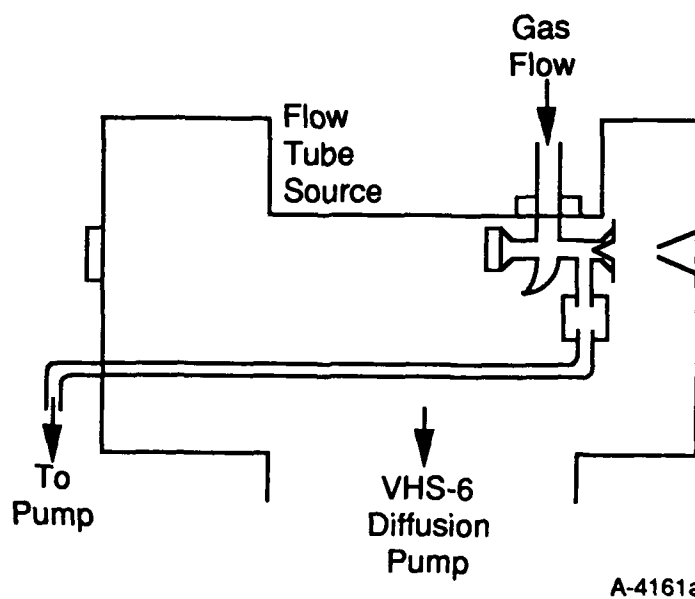 Gas
Flow
Flow
Tube
Source
To
Pump
VHS-6
Diffusion
Pump
A-4161a